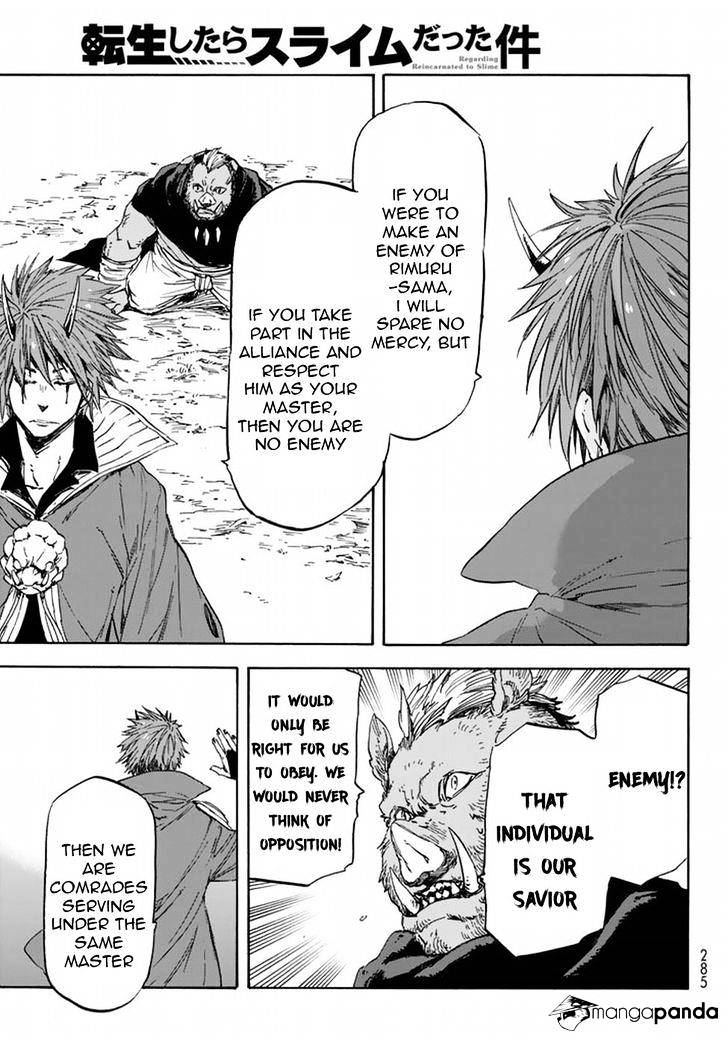 転生したらスライムだった件
Regarding
Reincarnated to Slime
IF YOU
WERE TO
MAKE AN
ENEMY OF
RIMURU
-SAMA,
I WILL
SPARE NO
MERCY, BUT
IF YOU TAKE
PART IN THE
ALLIANCE AND
RESPECT
HIM AS YOUR
MASTER,
THEN YOU ARE
NO ENEMY
ENEMY!?
THAT
INDIVIDUAL
IS OUR
SAVIOR
IT WOULD
ONLY BE
RIGHT FOR US
TO OBEY. WE
WOULD NEVER
THINK OF
OPPOSITION!
THEN WE
ARE
COMRADES
SERVING
UNDER THE
SAME
MASTER
285
mangapanda